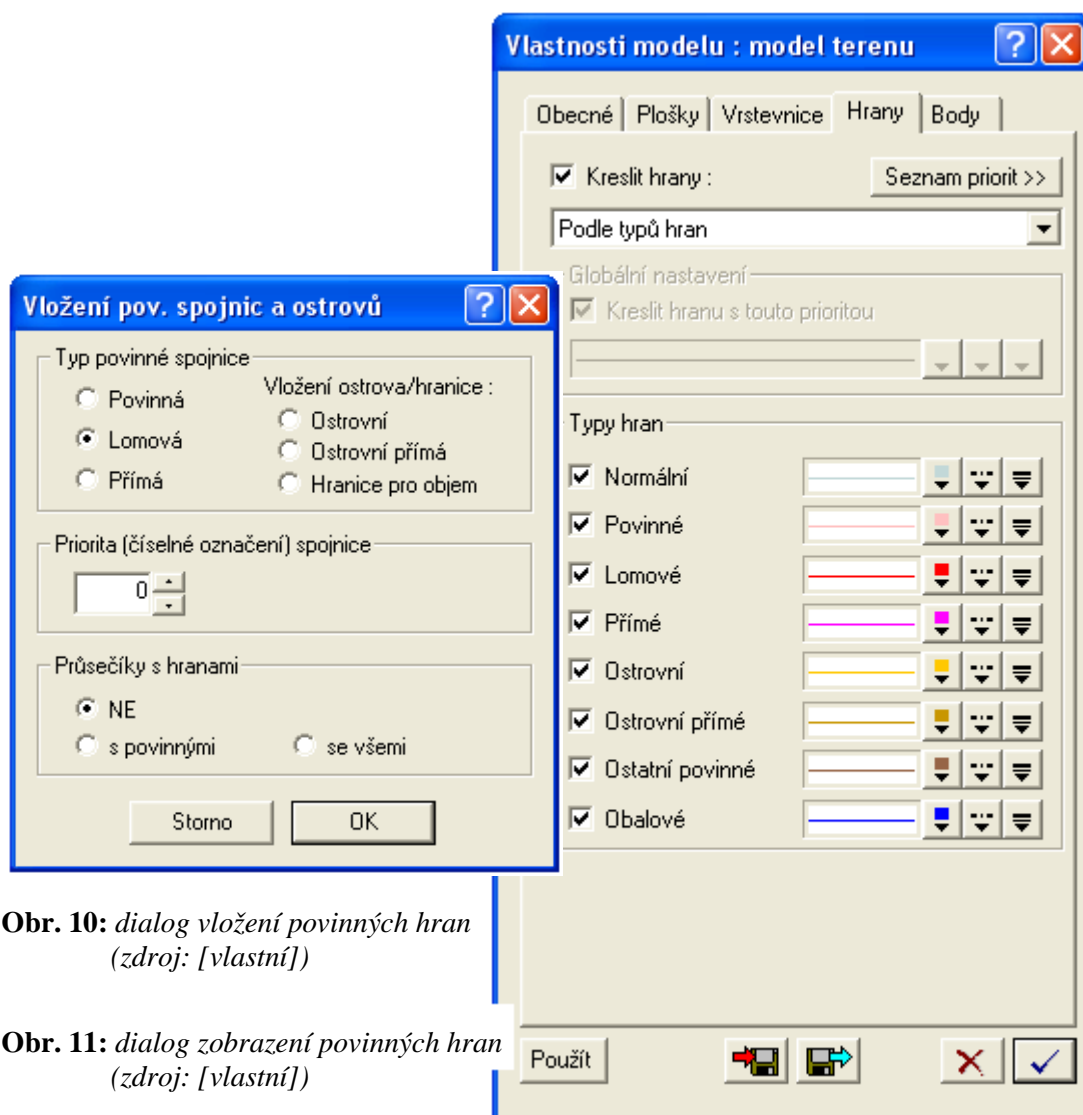 Vlastnosti modelu : model terenu
Obecné Plošky Vrstevnice Hrany Body
Kreslit hrany :
Seznam priorit >>
Podle typů hran
Globální nastavení
Kreslit hranu s touto prioritou
Typy hran
Normální
Povinné
Lomové
Přímé
Ostrovní
Ostrovní přímé
Ostatní povinné
Obalové
Použít
Vložení pov. spojnic a ostrovů
Typ povinné spojnice
Povinná
Lomová
Přímá
Vložení ostrova/hranice :
Ostrovní
Ostrovní přímá
Hranice pro objem
Priorita (číselné označení) spojnice
0
Průsečíky s hranami
NE
s povinnými
se všemi
Storno
OK
Obr. 10: dialog vložení povinných hran
(zdroj: [vlastní])
Obr. 11: dialog zobrazení povinných hran
(zdroj: [vlastní])